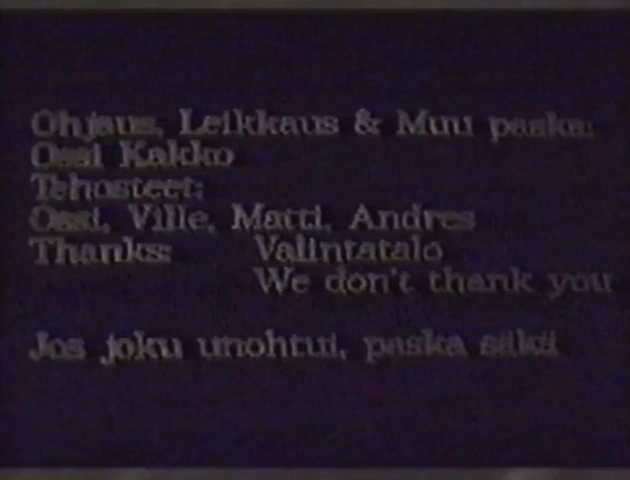 Ohjaus, Leikkaus & Muu paska:
Ossi Kakko
Tehosteet:
Ossi, Ville, Matti, Andres
Thanks: Valintatalo
We don't thank you
Jos joku unohtui, paska säkä